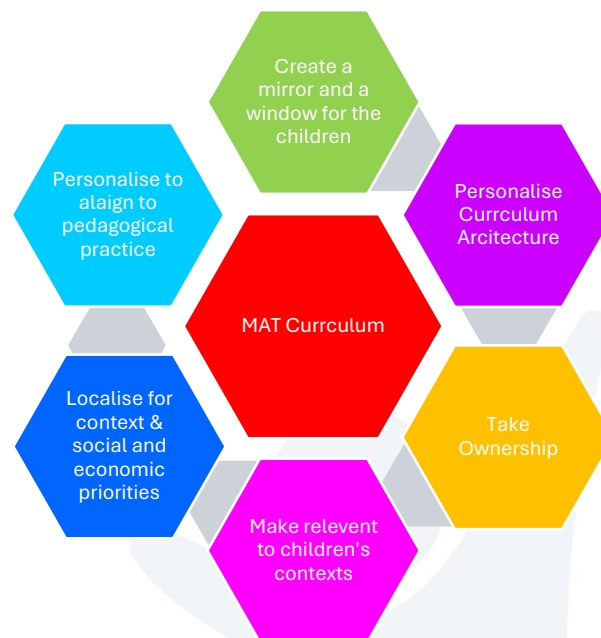 Create a
mirror and a
window for the
children
Personalise
Currculum
Arcitecture
Take
Ownership
Make relevent
to children's
contexts
Localise for
context &
social and
economic
priorities
Personalise to
alaign to
pedagogical
practice
MAT Currculum